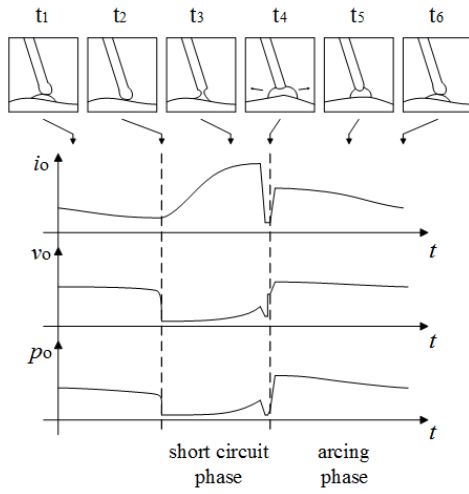 t1 t2 t3 t4 t5 t6
io
t
vo
t
po
t
short circuit phase
arcing phase